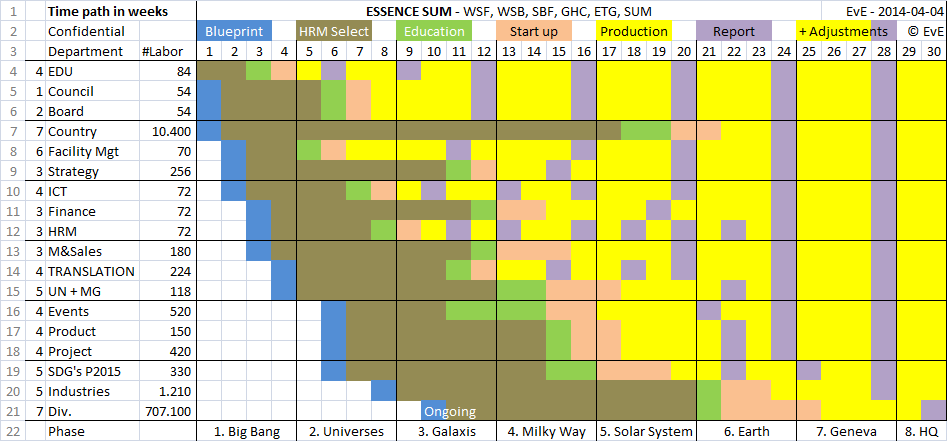 1 Time path in weeks ESSENCE SUM - WSF, WSB, SBF, GHC, ETG, SUM EvE - 2014-04-04
2 Confidential Blueprint HRM Select Education Start up Production Report + Adjustments © EvE
3 Department #Labor 1 2 3 4 5 6 7 8 9 10 11 12 13 14 15 16 17 18 19 20 21 22 23 24 25 26 27 28 29 30
4 4 EDU 84
5 1 Council 54
6 2 Board 54
7 7 Country 10.400
8 6 Facility Mgt 70
9 3 Strategy 256
10 4 ICT 72
11 3 Finance 72
12 3 HRM 72
13 3 M&Sales 180
14 4 TRANSLATION 224
15 5 UN + MG 118
16 4 Events 520
17 4 Product 150
18 4 Project 420
19 5 SDG's P2015 330
20 5 Industries 1.210
21 7 Div. 707.100 Ongoing
22 Phase 1. Big Bang 2. Universes 3. Galaxis 4. Milky Way 5. Solar System 6. Earth 7. Geneva 8. HQ